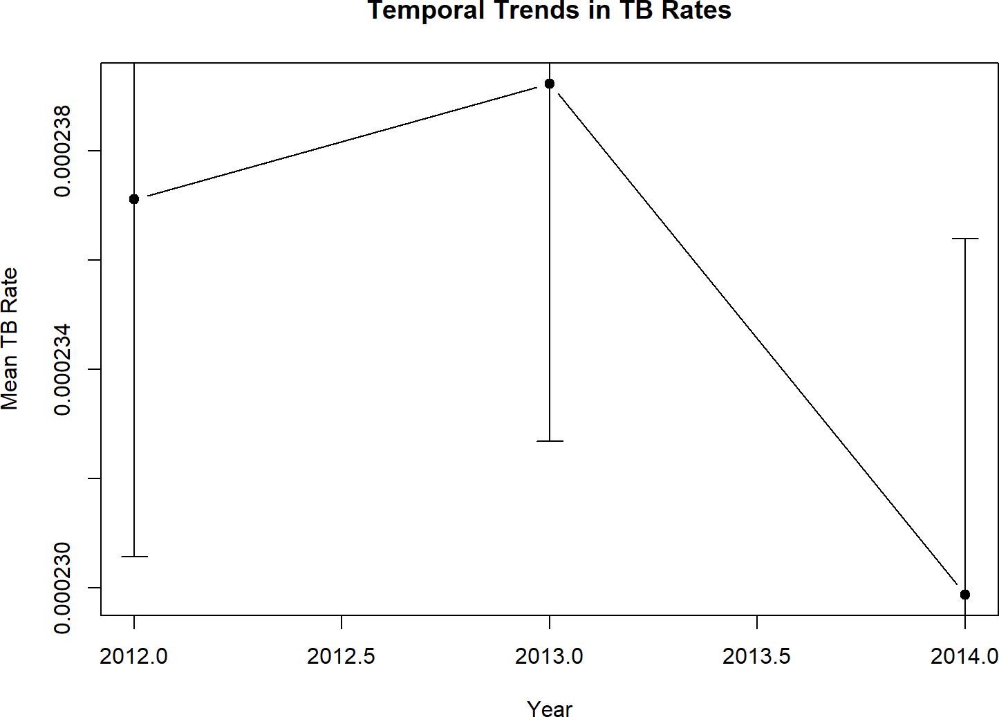 Temporal Trends in TB Rates
Mean TB Rate
0.000238
0.000234
0.000230
2012.0 2012.5 2013.0 2013.5 2014.0
Year